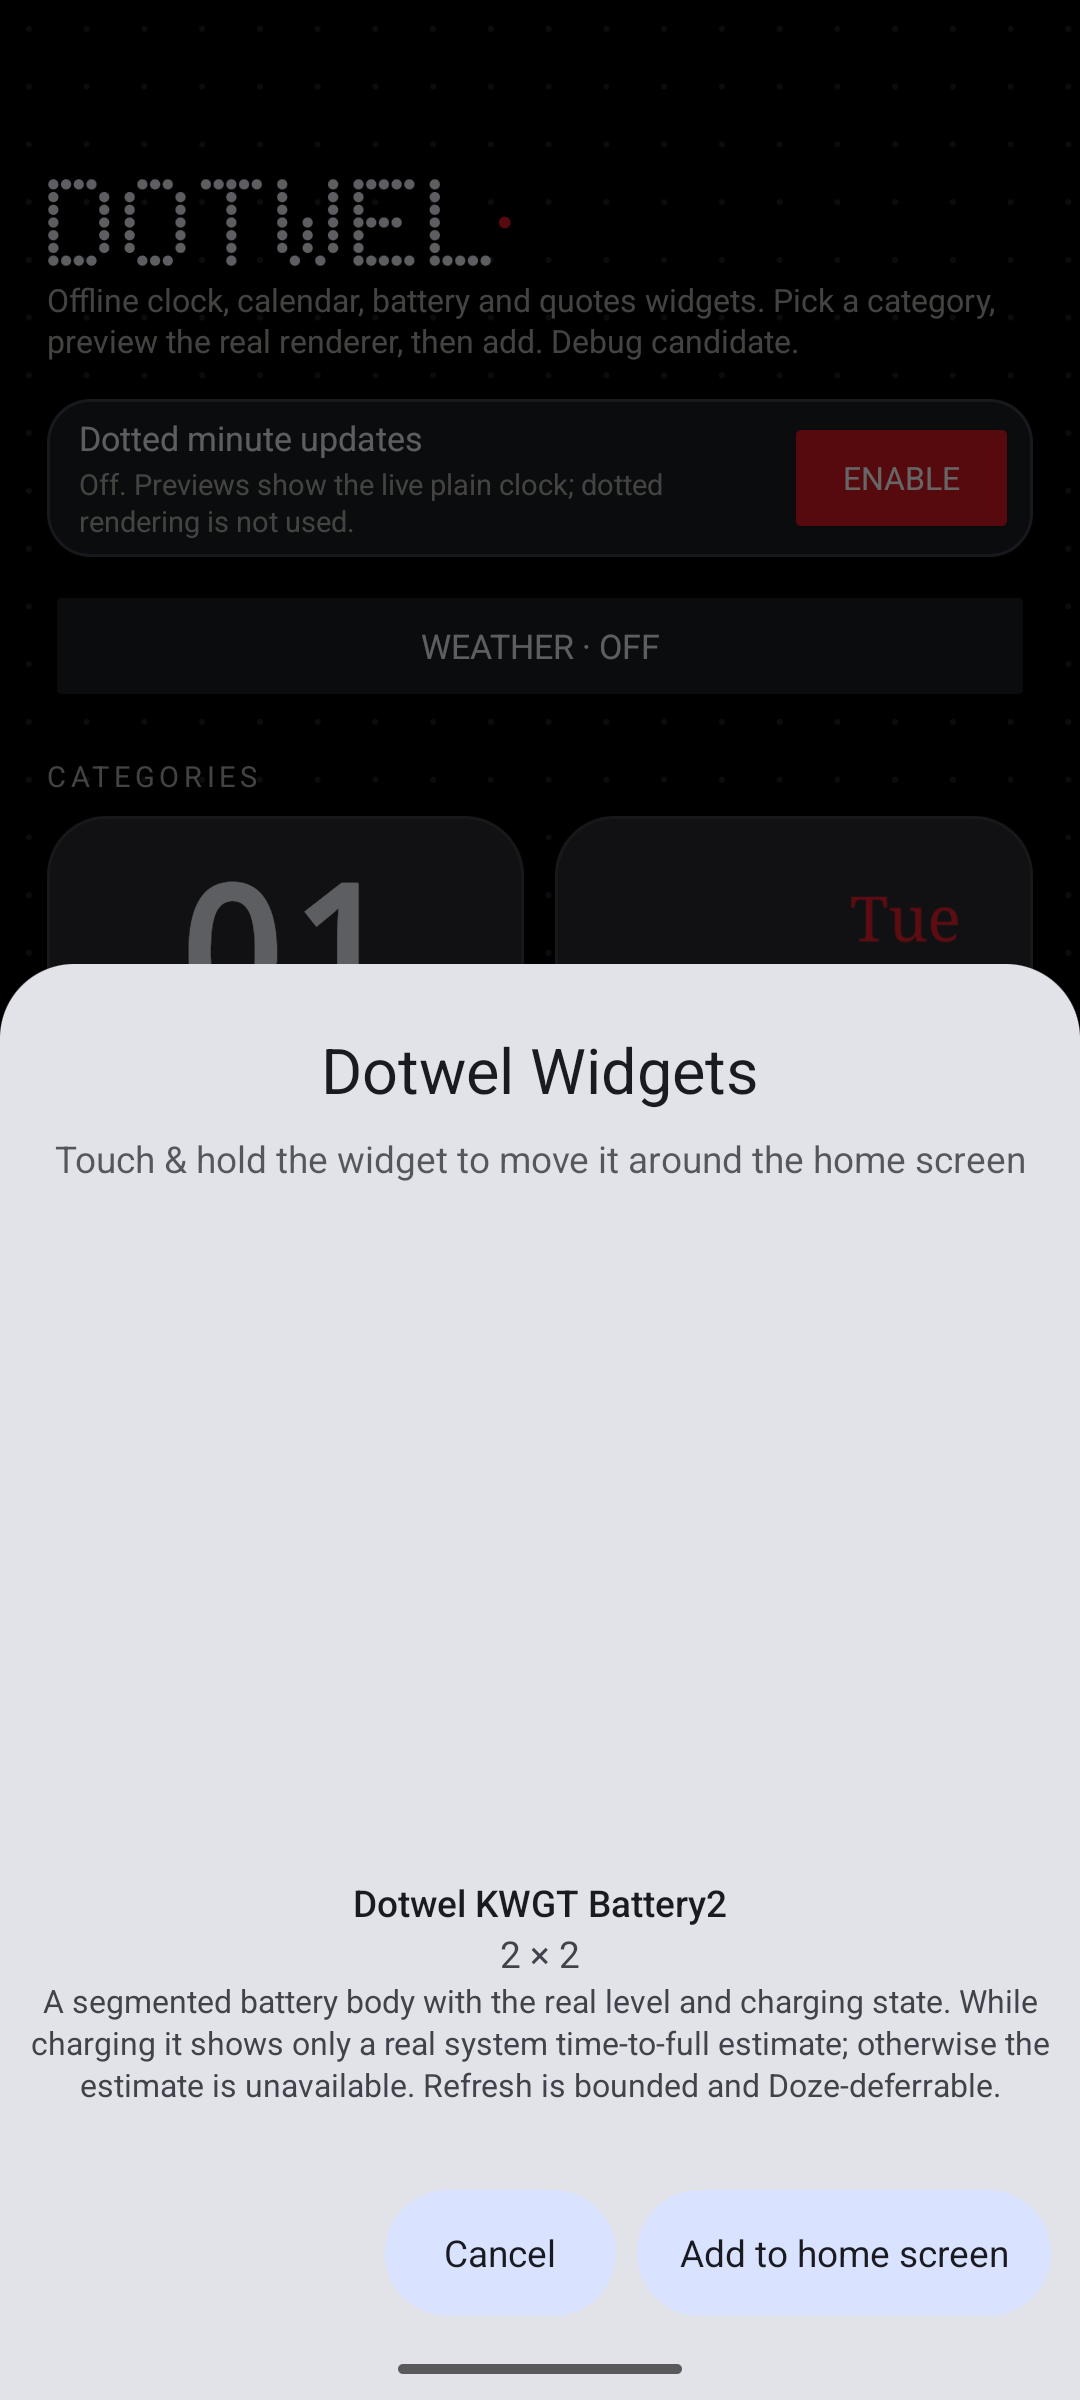 DOTWEL
Offline clock, calendar, battery and quotes widgets. Pick a category,
preview the real renderer, then add. Debug candidate.
Dotted minute updates
Off. Previews show the live plain clock; dotted
rendering is not used.
ENABLE
WEATHER · OFF
CATEGORIES
01
Tue
Dotwel Widgets
Touch & hold the widget to move it around the home screen
Dotwel KWGT Battery2
2 × 2
A segmented battery body with the real level and charging state. While
charging it shows only a real system time-to-full estimate; otherwise the
estimate is unavailable. Refresh is bounded and Doze-deferrable.
Cancel
Add to home screen